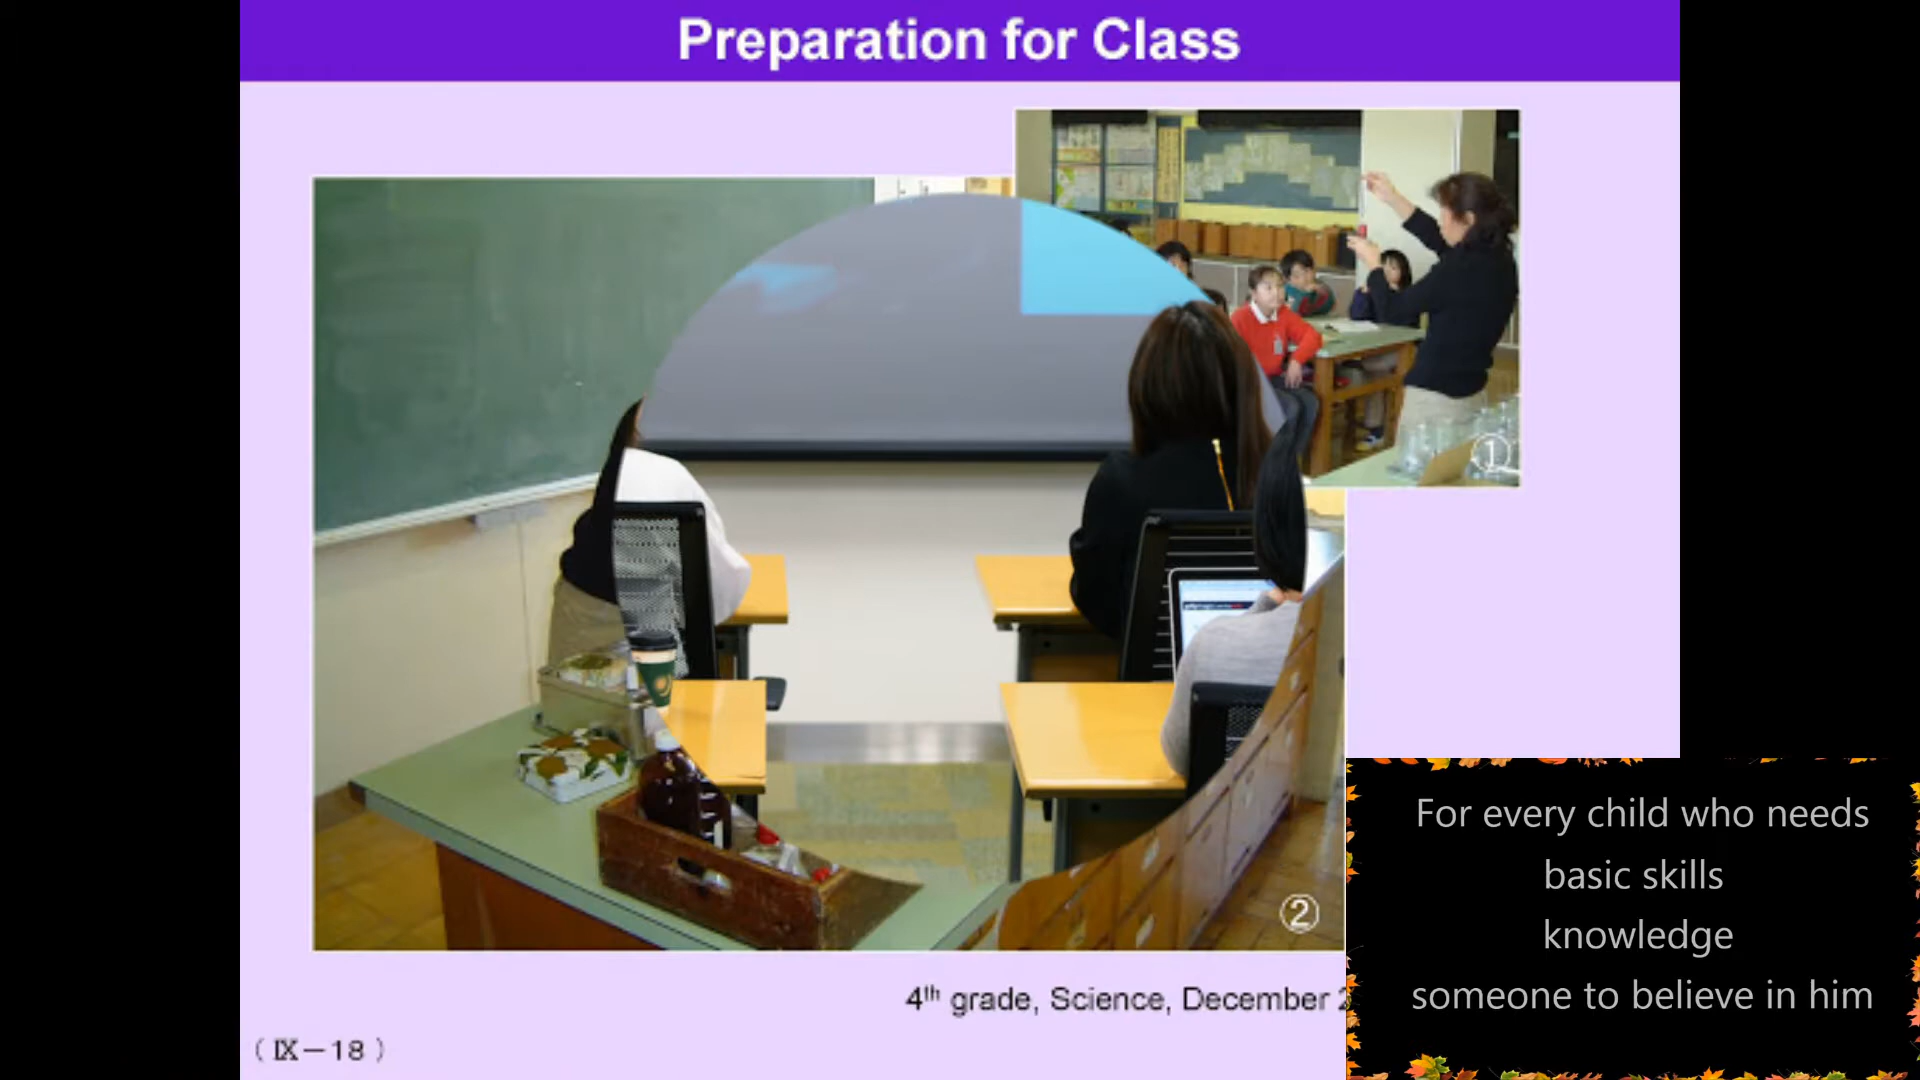 Preparation for Class
①
②
4th grade, Science, December
(Ⅸ－18)
For every child who needs
basic skills
knowledge
someone to believe in him